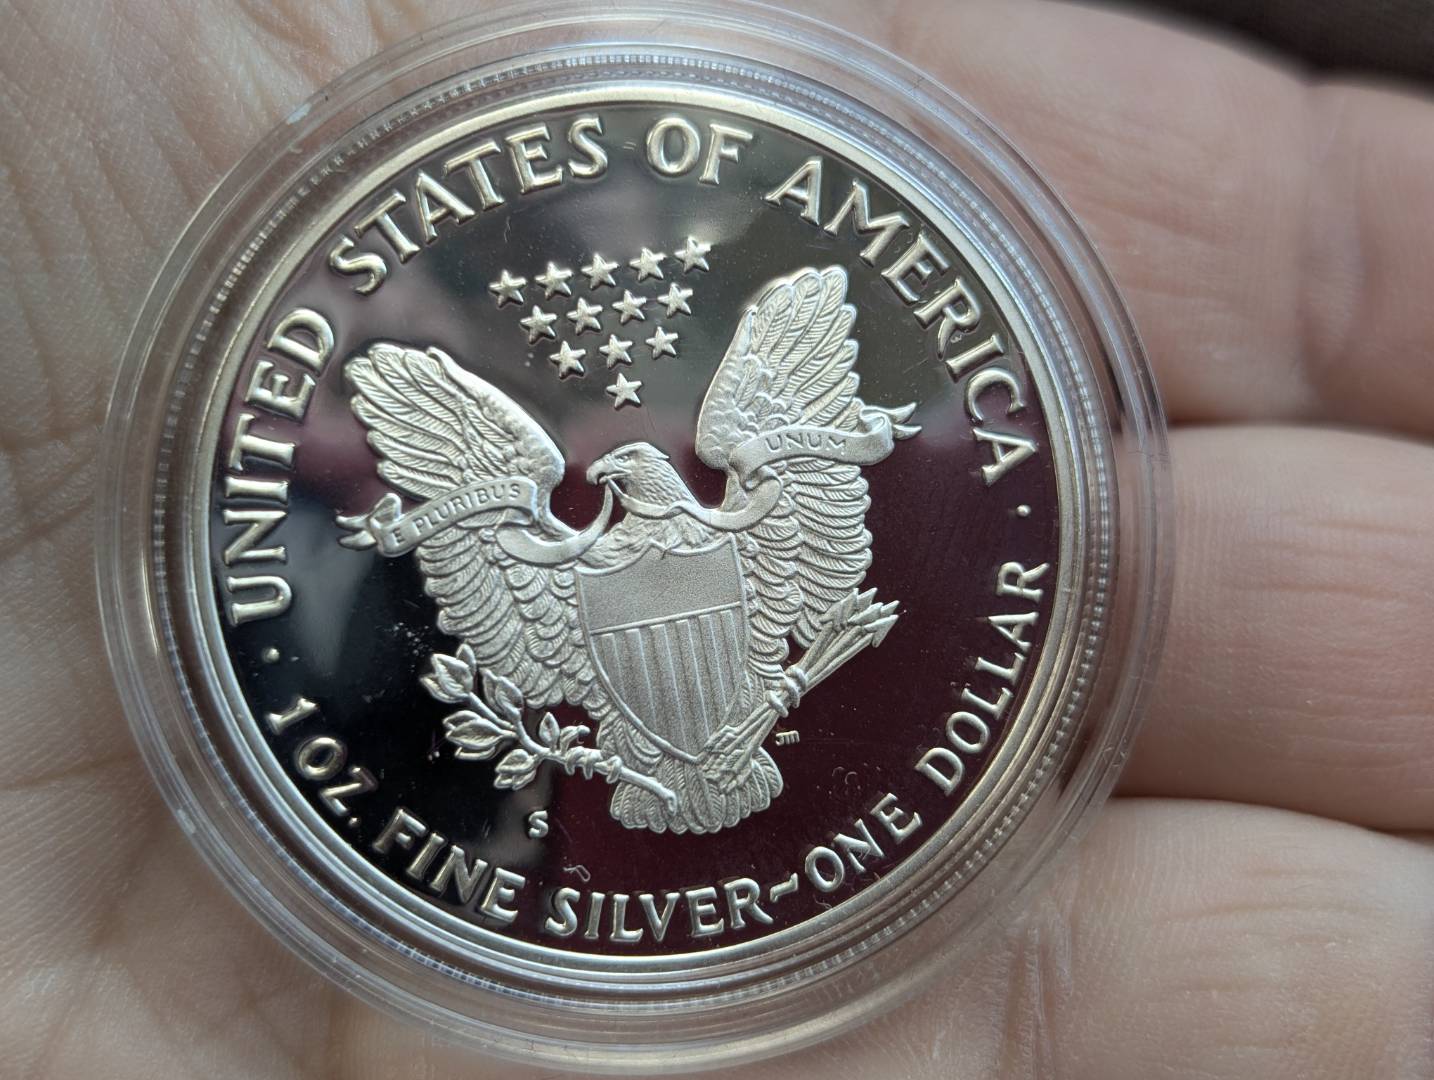 UNITED STATES OF AMERICA
E PLURIBUS
UNUM
JM
S
1 OZ. FINE SILVER~ONE DOLLAR